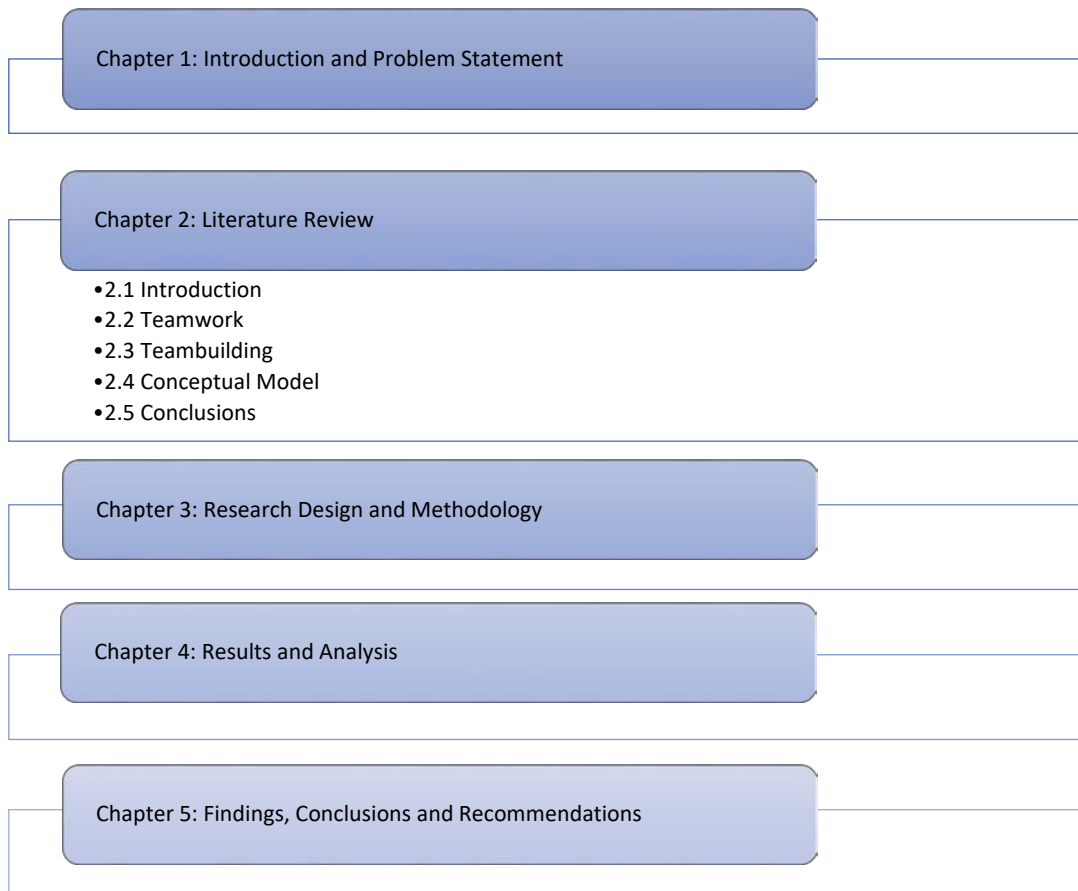 Chapter 1: Introduction and Problem Statement
Chapter 2: Literature Review
•2.1 Introduction
•2.2 Teamwork
•2.3 Teambuilding
•2.4 Conceptual Model
•2.5 Conclusions
Chapter 3: Research Design and Methodology
Chapter 4: Results and Analysis
Chapter 5: Findings, Conclusions and Recommendations